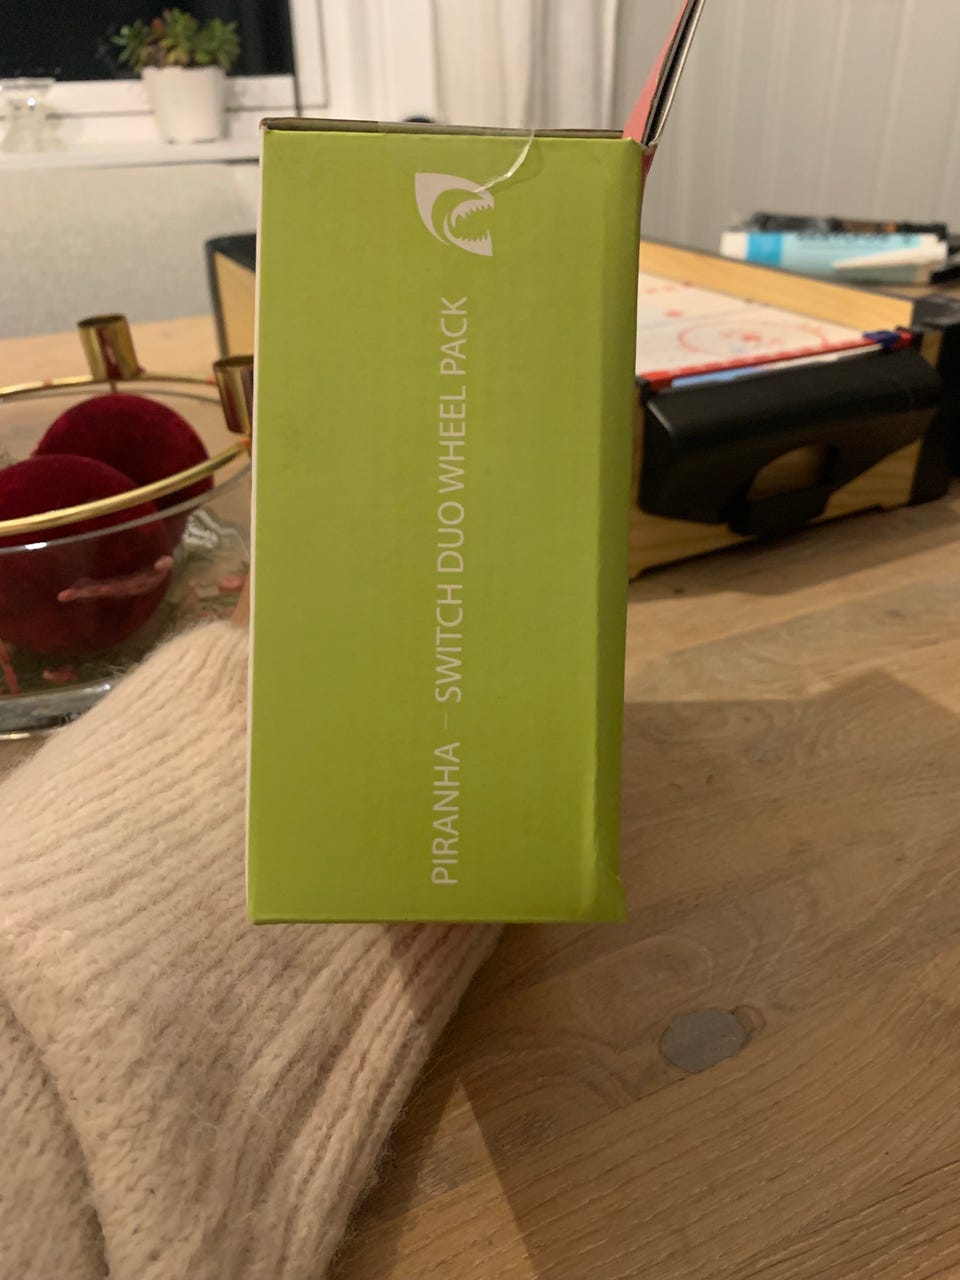 PIRANHA – SWITCH DUO WHEEL PACK